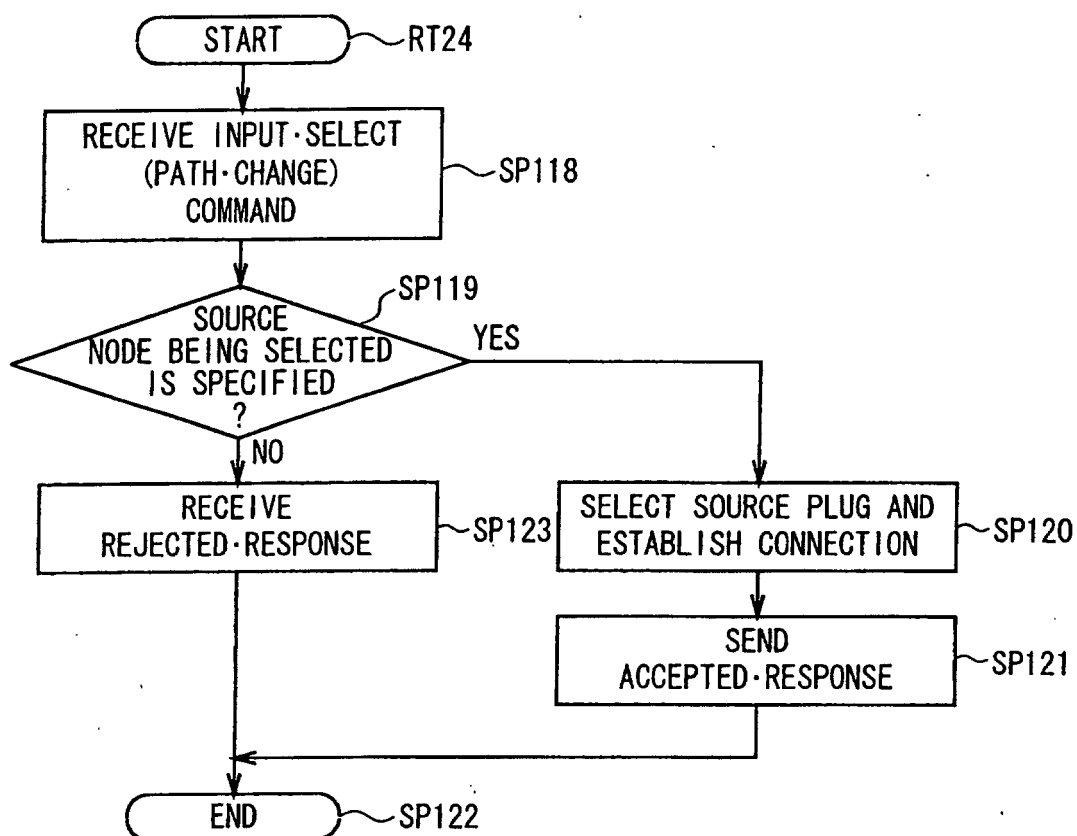 START
RT24
RECEIVE INPUT·SELECT
(PATH·CHANGE)
COMMAND
SP118
SP119
SOURCE
NODE BEING SELECTED
IS SPECIFIED
?
YES
NO
RECEIVE
REJECTED·RESPONSE
SP123
SELECT SOURCE PLUG AND
ESTABLISH CONNECTION
SP120
SEND
ACCEPTED·RESPONSE
SP121
END
SP122